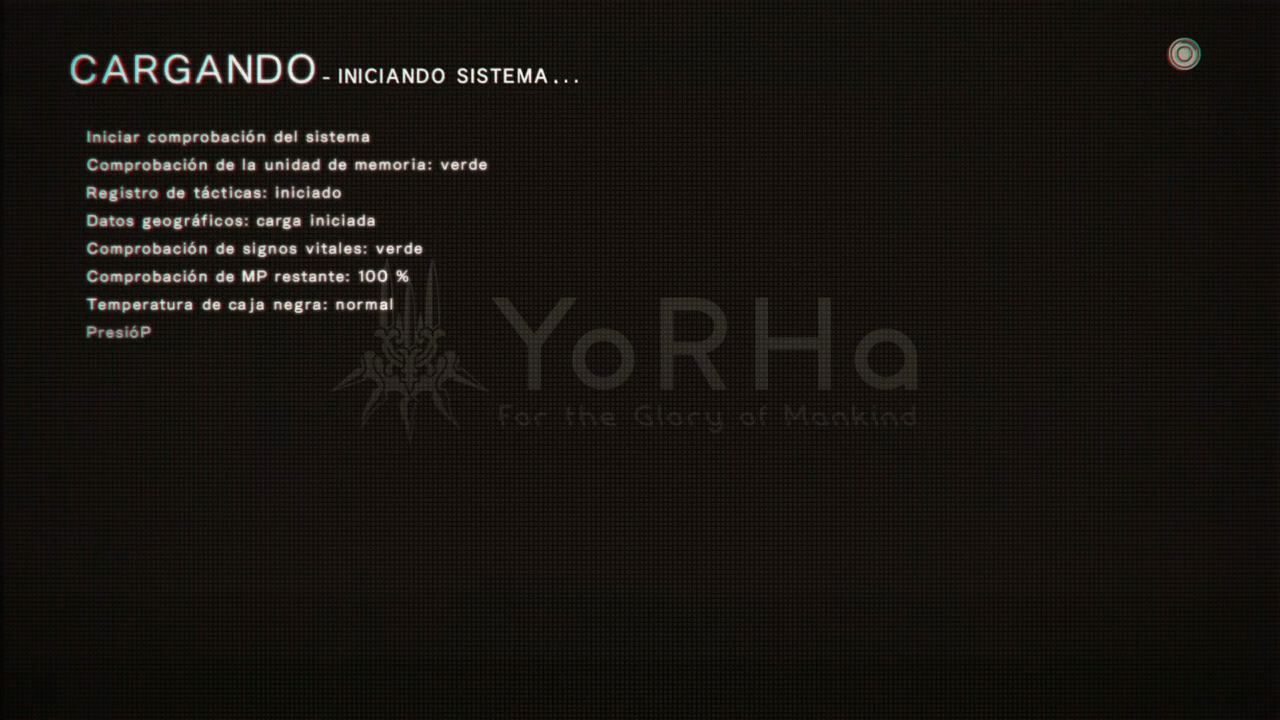 CARGANDO - INICIANDO SISTEMA...
Iniciar comprobación del sistema
Comprobación de la unidad de memoria: verde
Registro de tácticas: iniciado
Datos geográficos: carga iniciada
Comprobación de signos vitales: verde
Comprobación de MP restante: 100 %
Temperatura de caja negra: normal
PresióP
YoRHa
For the Glory of Mankind